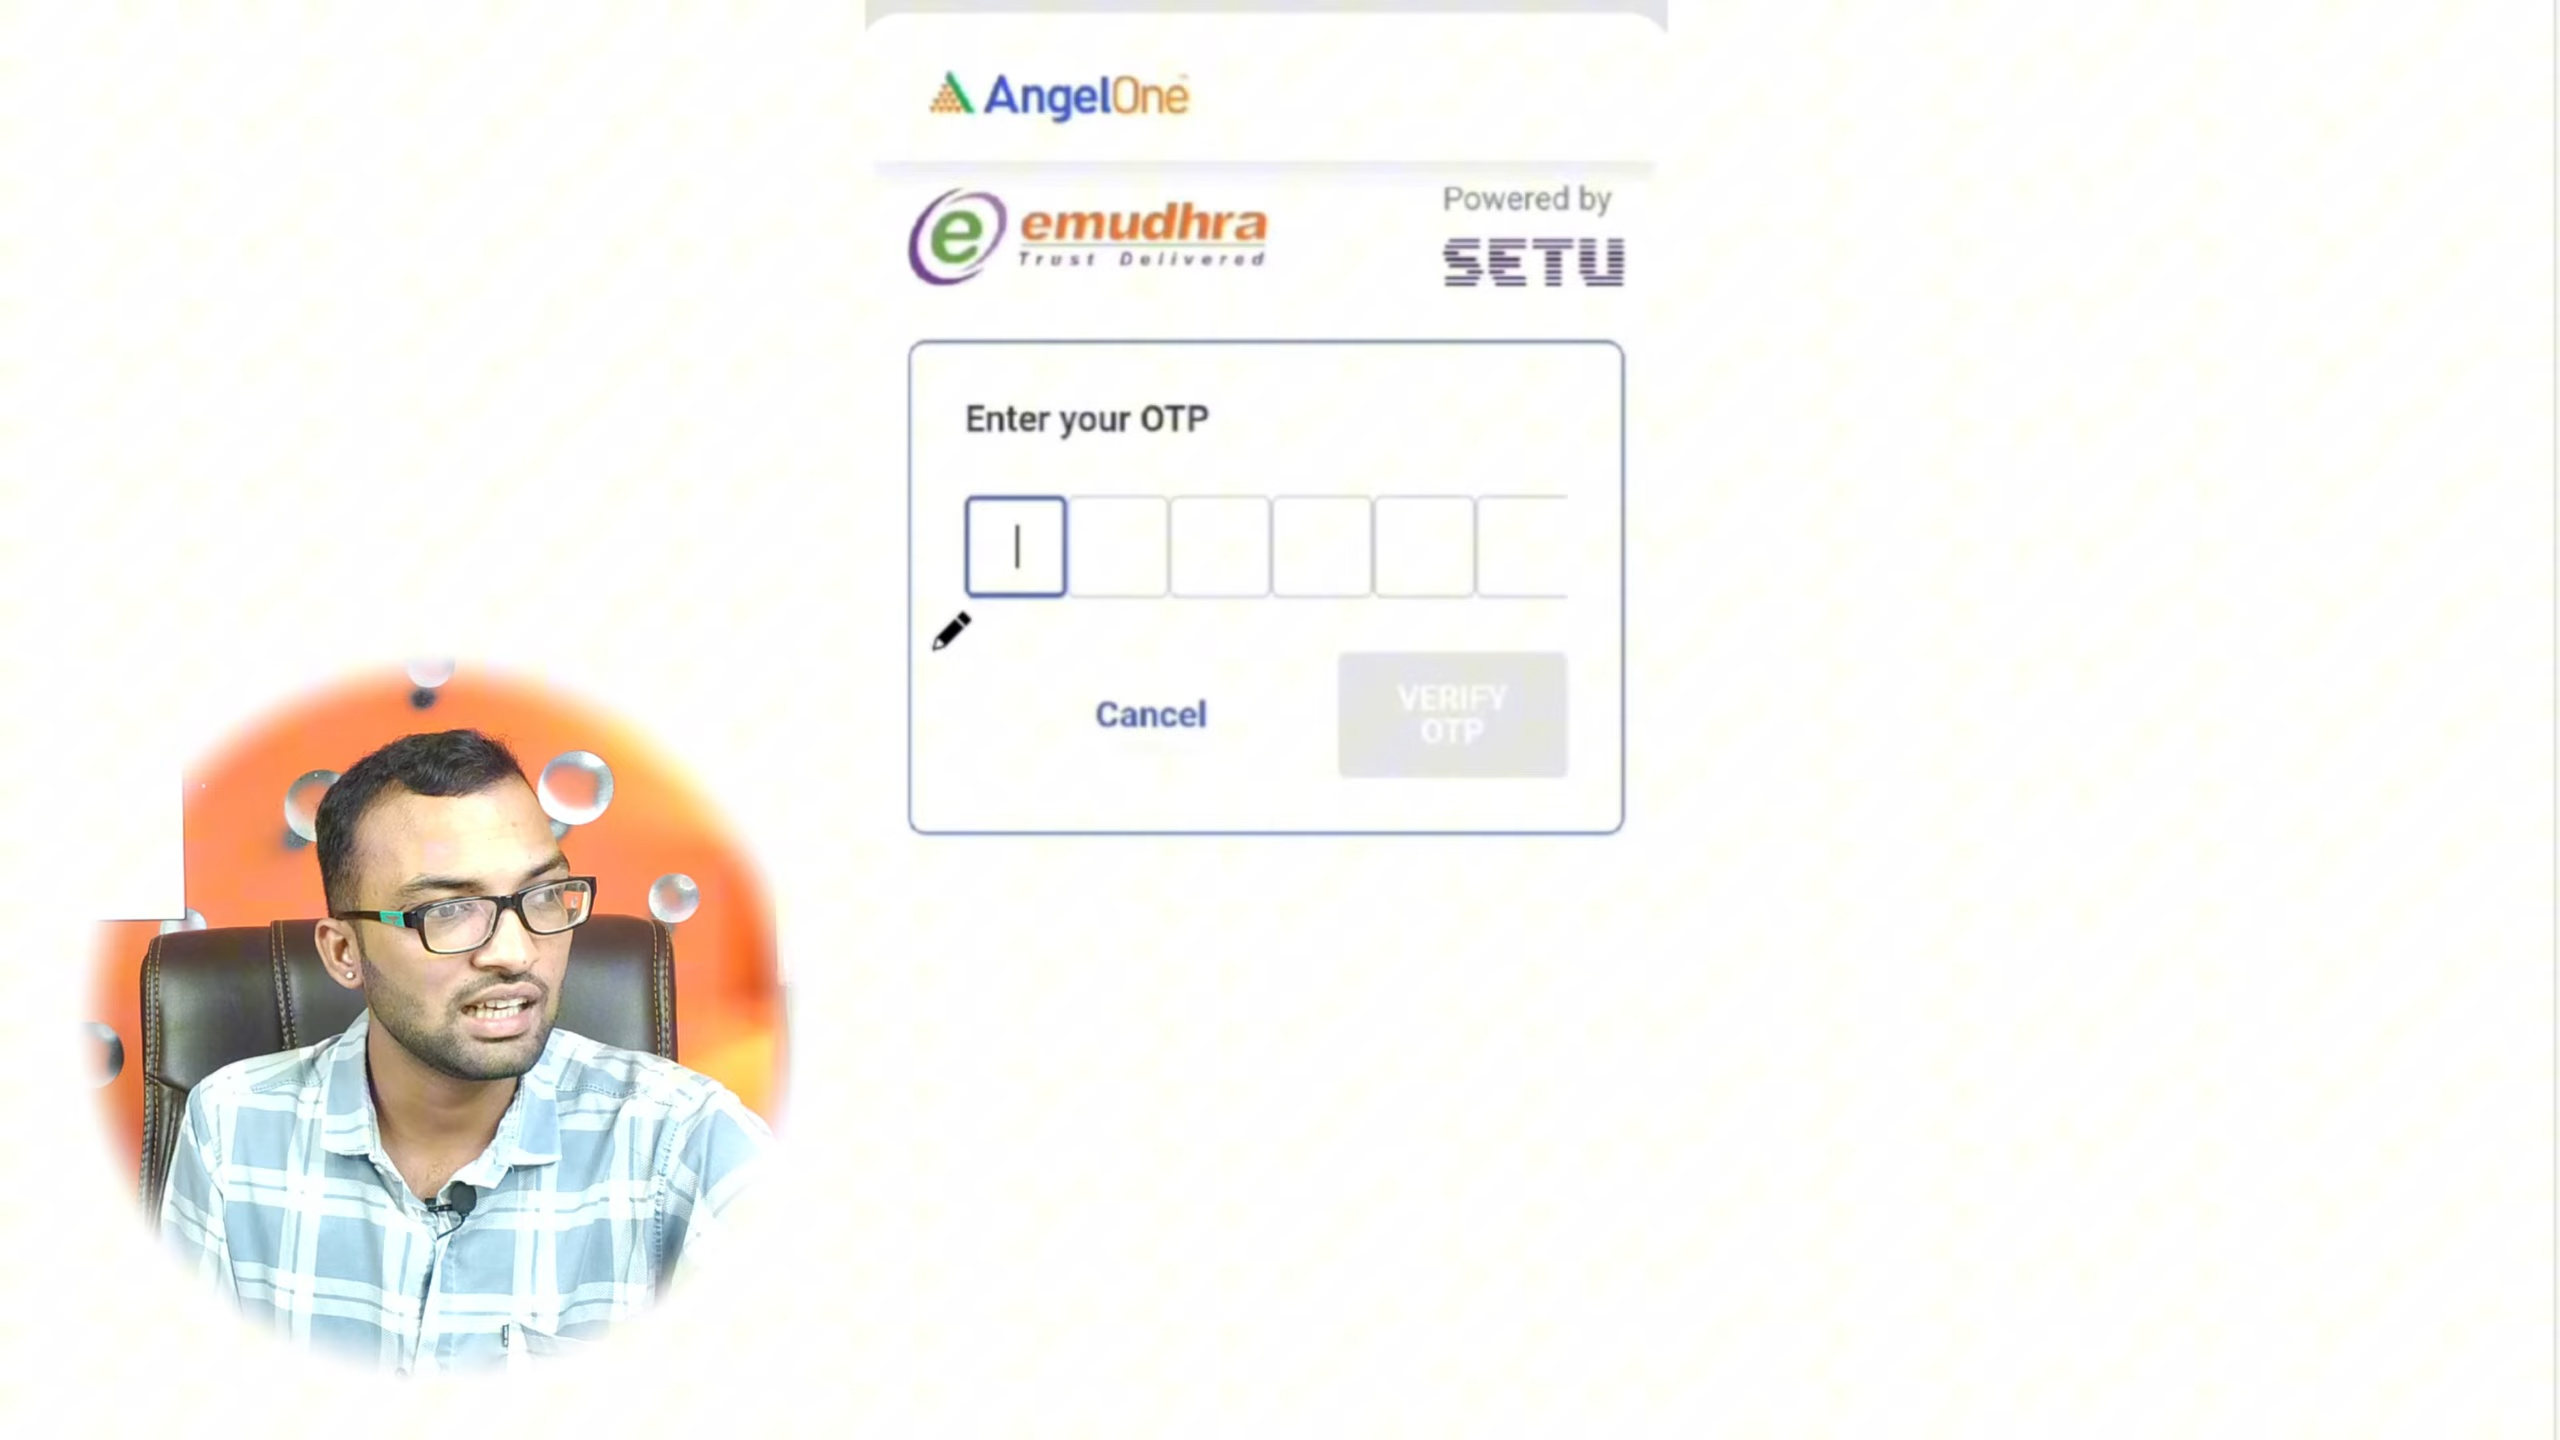 AngelOne
emudhra
Trust Delivered
Powered by
SETU
Enter your OTP
Cancel
VERIFY
OTP